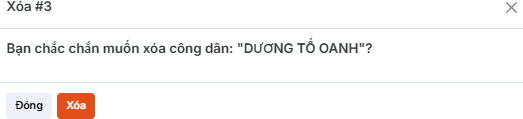 Xóa #3
Bạn chắc chắn muốn xóa công dân: "DƯƠNG TỐ OANH"?
Đóng
Xóa